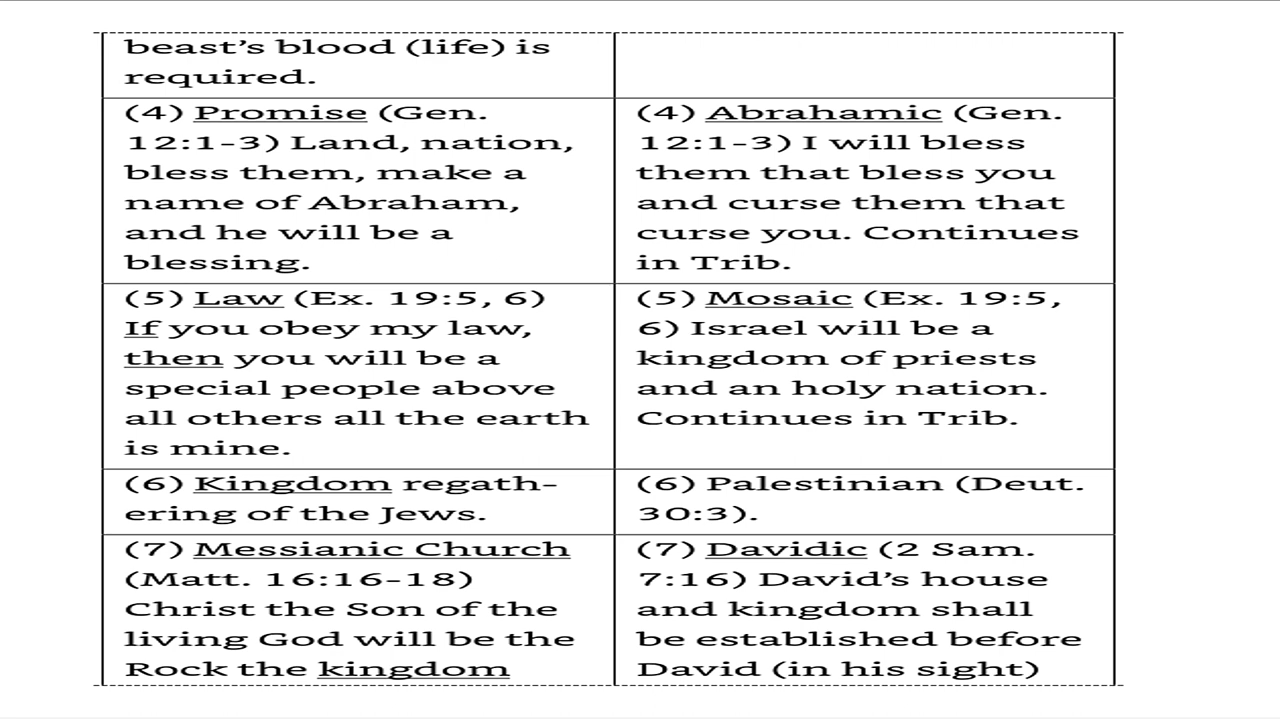 beast's blood (life) is
required.
(4) Promise (Gen.
12:1-3) Land, nation,
bless them, make a
name of Abraham,
and he will be a
blessing.
(4) Abrahamic (Gen.
12:1-3) I will bless
them that bless you
and curse them that
curse you. Continues
in Trib.
(5) Law (Ex. 19:5, 6)
If you obey my law,
then you will be a
special people above
all others all the earth
is mine.
(5) Mosaic (Ex. 19:5,
6) Israel will be a
kingdom of priests
and an holy nation.
Continues in Trib.
(6) Kingdom regath-
ering of the Jews.
(6) Palestinian (Deut.
30:3).
(7) Messianic Church
(Matt. 16:16-18)
Christ the Son of the
living God will be the
Rock the kingdom
(7) Davidic (2 Sam.
7:16) David's house
and kingdom shall
be established before
David (in his sight)